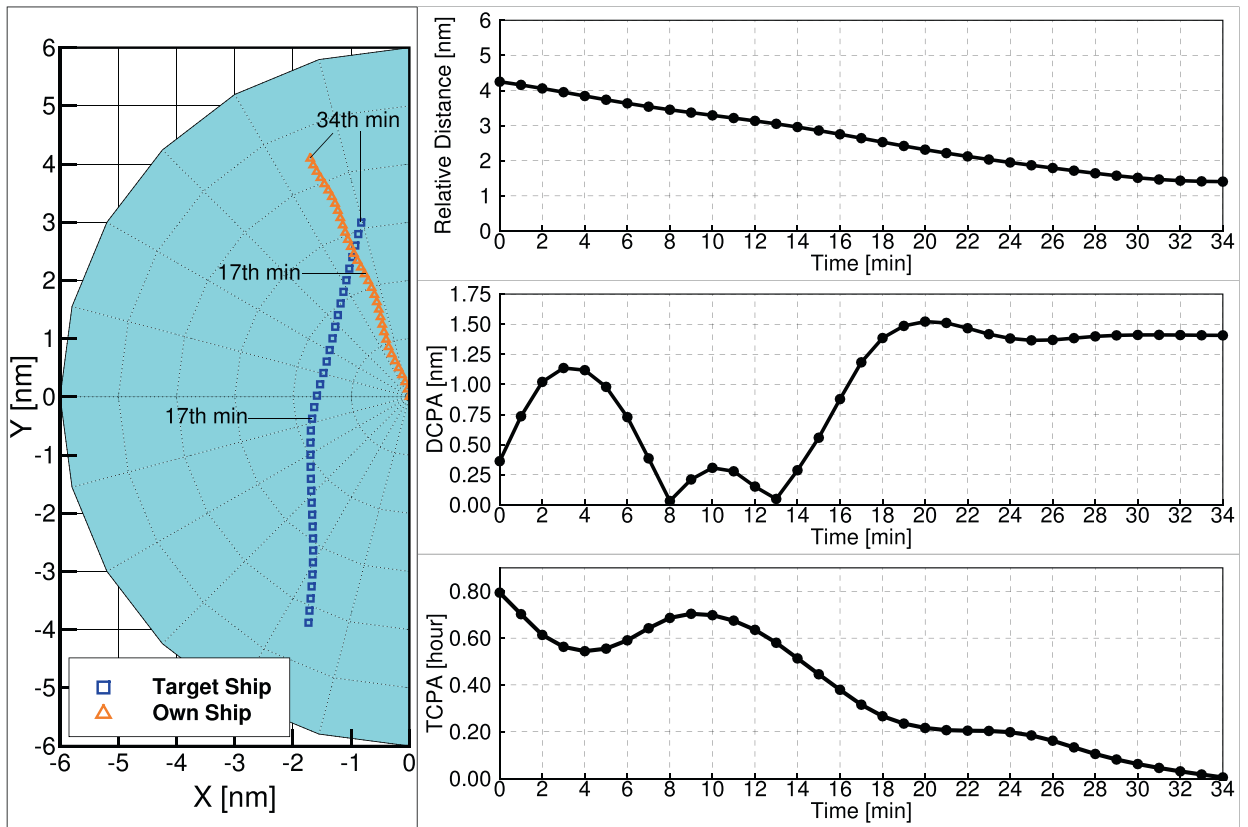 6
5
4
3
2
1
0
-1
-2
-3
-4
-5
-6
Y [nm]
34th min
17th min
17th min
Target Ship
Own Ship
-6 -5 -4 -3 -2 -1 0
X [nm]
6
5
4
3
2
1
0
Relative Distance [nm]
0 2 4 6 8 10 12 14 16 18 20 22 24 26 28 30 32 34
Time [min]
1.75
1.50
1.25
1.00
0.75
0.50
0.25
0.00
DCPA [nm]
0 2 4 6 8 10 12 14 16 18 20 22 24 26 28 30 32 34
Time [min]
0.80
0.60
0.40
0.20
0.00
TCPA [hour]
0 2 4 6 8 10 12 14 16 18 20 22 24 26 28 30 32 34
Time [min]